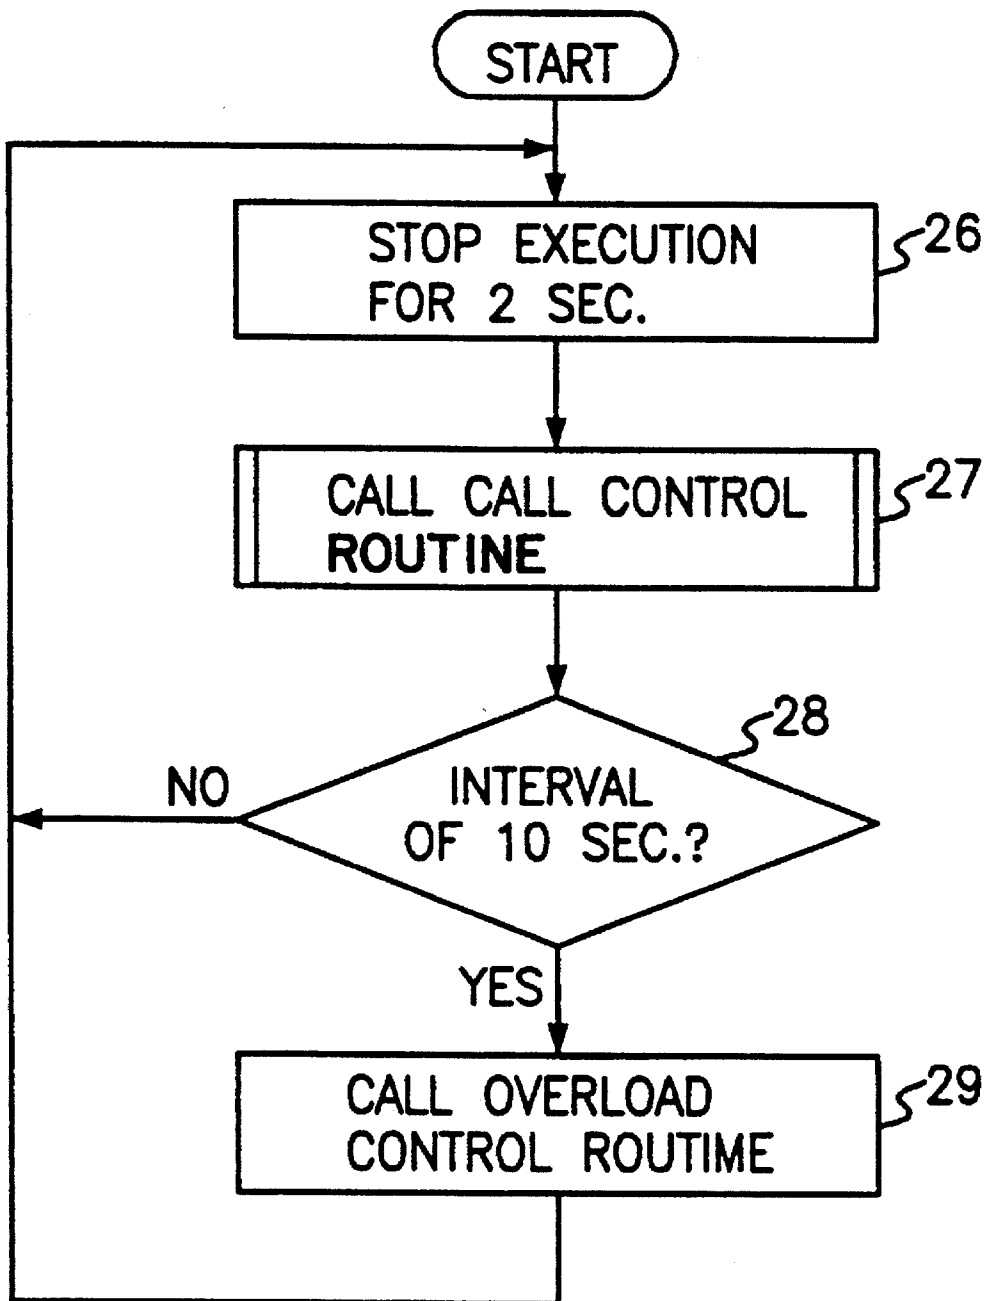 START
STOP EXECUTION
FOR 2 SEC.
26
CALL CALL CONTROL
ROUTINE
27
28
INTERVAL
OF 10 SEC.?
NO
YES
CALL OVERLOAD
CONTROL ROUTIME
29